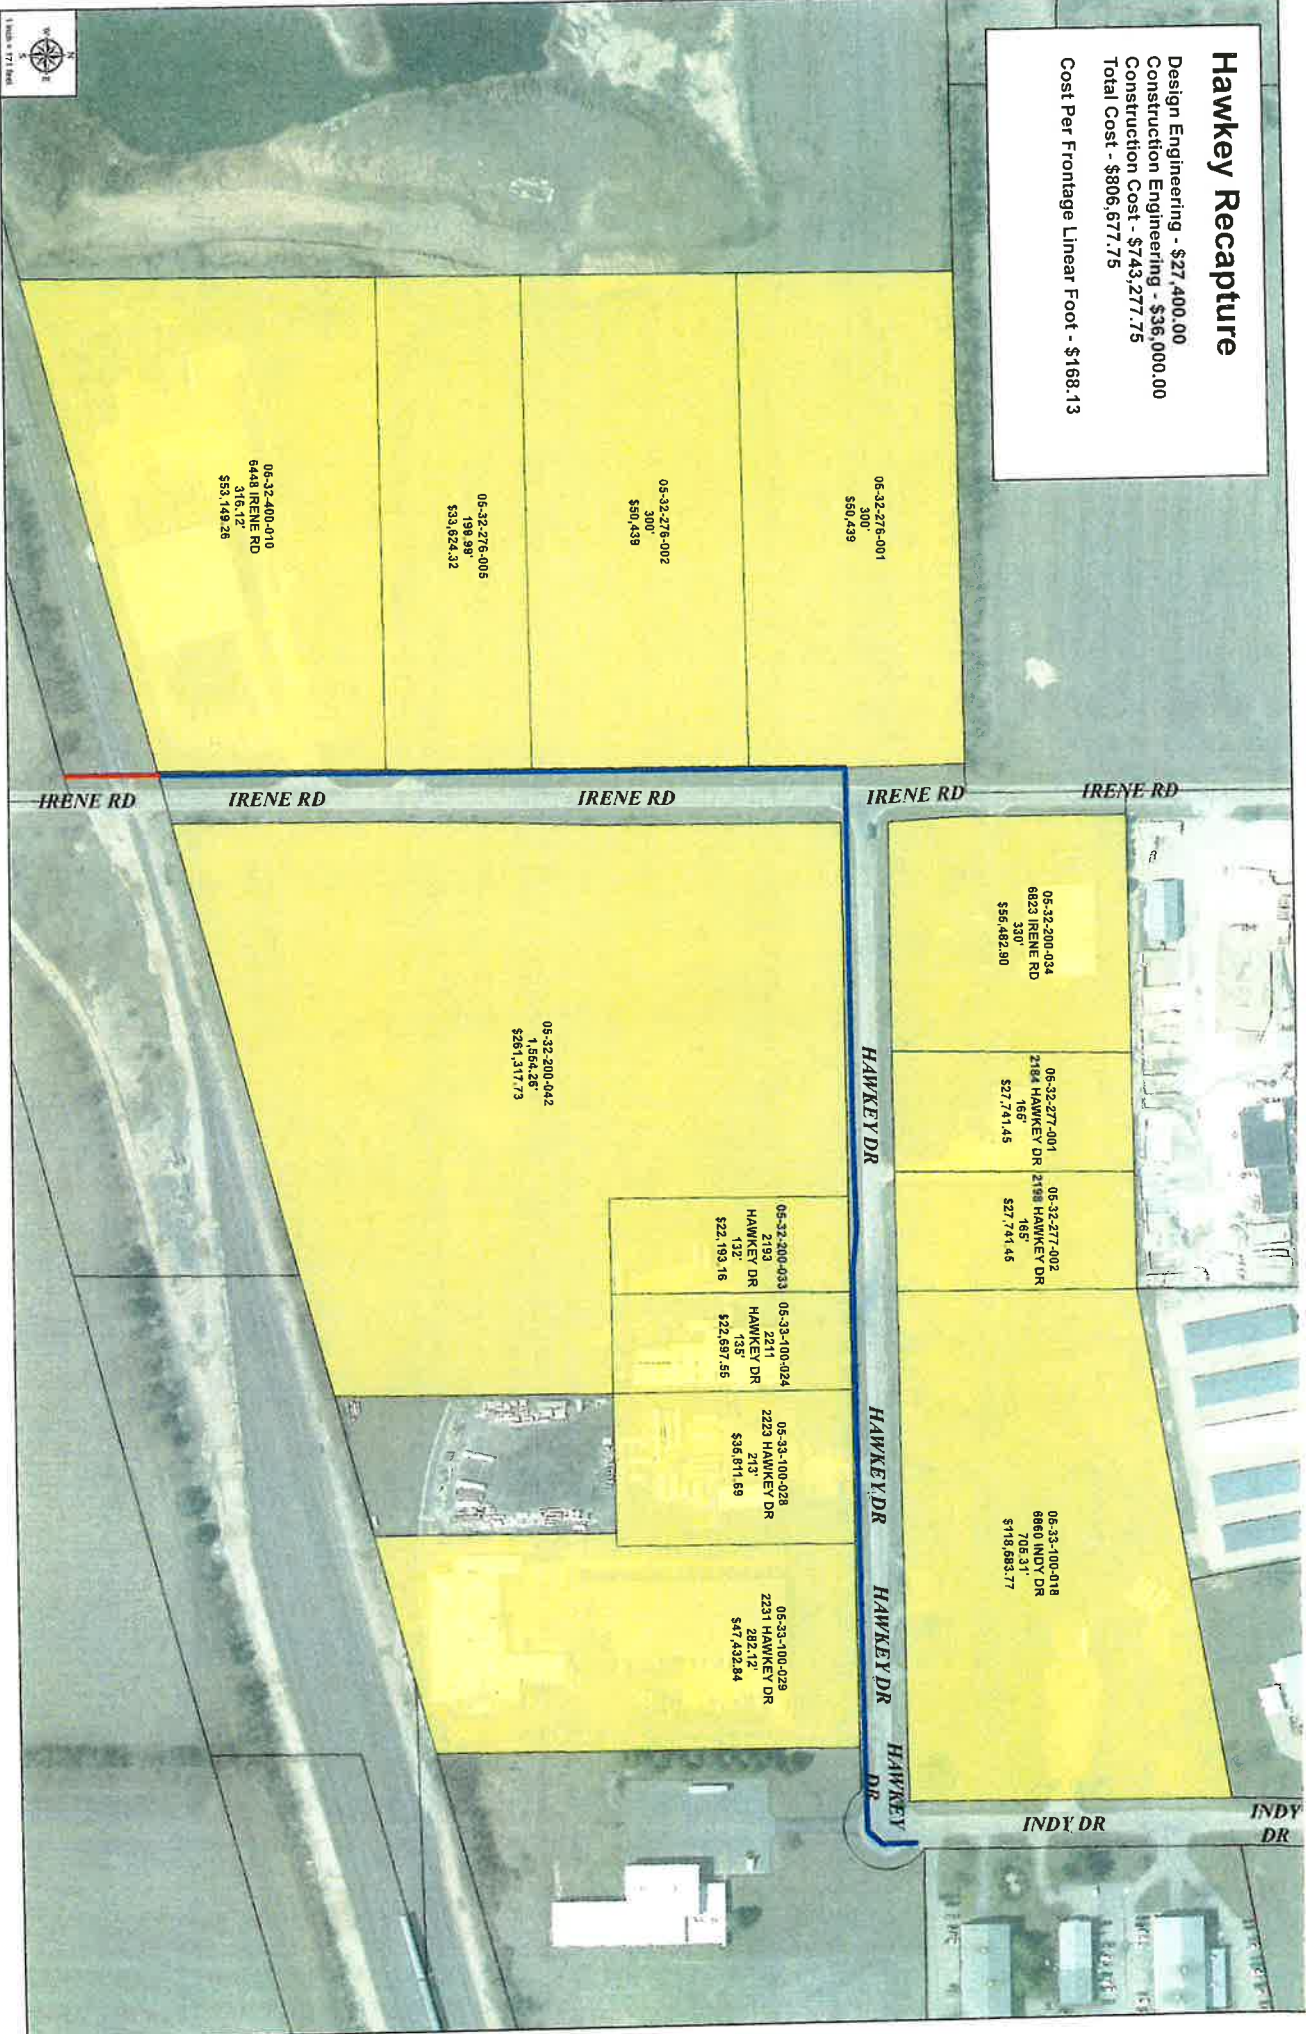 Hawkey Recapture
Design Engineering - $27,400.00
Construction Engineering - $36,000.00
Construction Cost - $743,277.75
Total Cost - $806,677.75
Cost Per Frontage Linear Foot - $168.13
05-32-276-001
300'
$50,439
05-32-276-002
300'
$50,439
05-32-276-005
199.99'
$33,624.32
05-32-400-010
6448 IRENE RD
316.12'
$53,149.26
IRENE RD
IRENE RD
IRENE RD
IRENE RD
IRENE RD
05-32-200-034
6823 IRENE RD
330'
$55,482.90
05-32-277-001
2184 HAWKEY DR
165'
$27,741.45
05-32-277-002
2198 HAWKEY DR
165'
$27,741.45
05-33-100-018
6860 INDY DR
705.31'
$118,583.77
HAWKEY DR
HAWKEY DR
HAWKEY DR
HAWKEY
DR
INDY DR
INDY
DR
05-32-200-042
1,554.26'
$261,317.73
05-32-200-033
2193
HAWKEY DR
132'
$22,193.16
05-33-100-024
2211
HAWKEY DR
135'
$22,697.55
05-33-100-028
2223 HAWKEY DR
213'
$35,811.69
05-33-100-029
2231 HAWKEY DR
282.12'
$47,432.84
N
W
E
S
1 inch = 171 feet